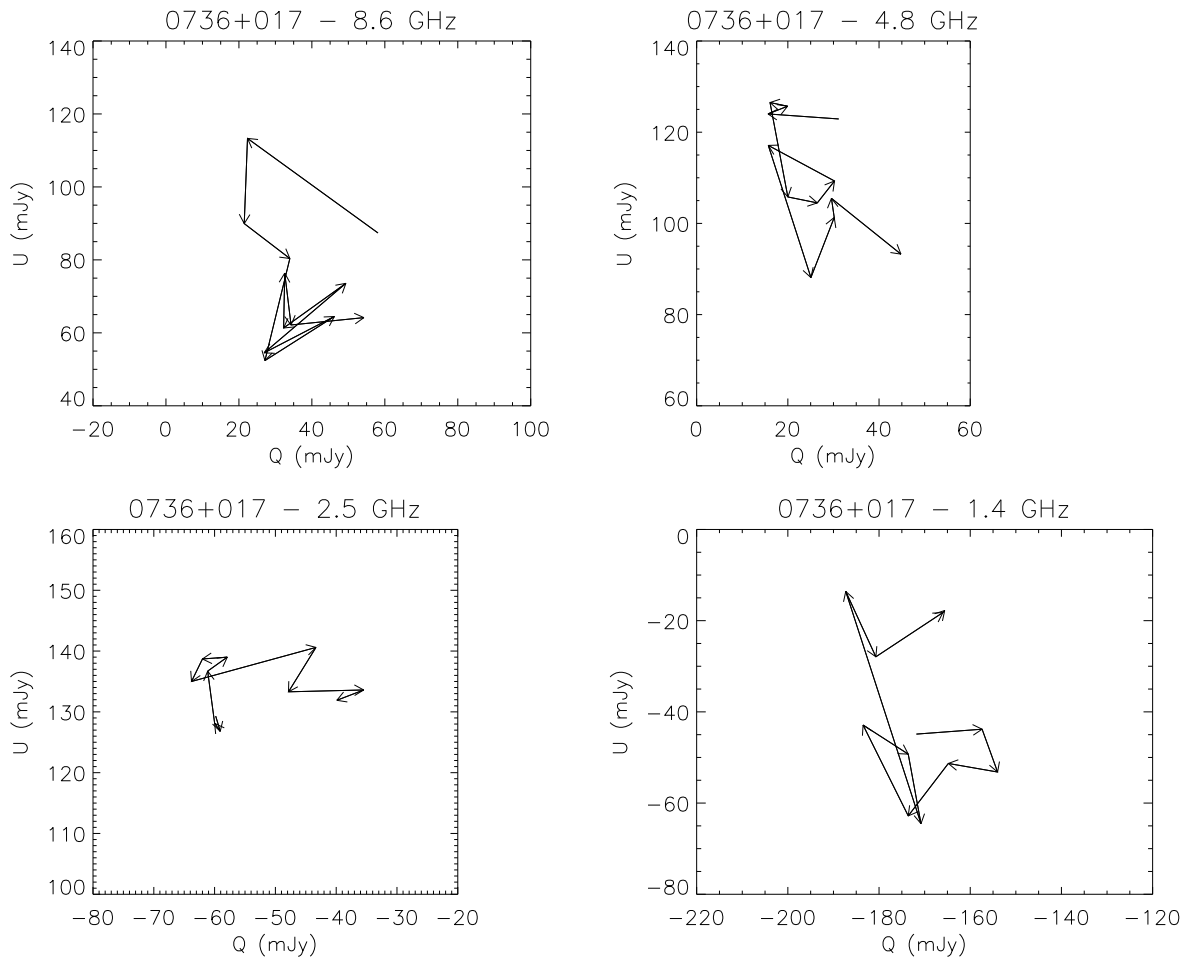 0736+017 − 8.6 GHz
140
120
100
80
60
40
U (mJy)
−20 0 20 40 60 80 100
Q (mJy)
0736+017 − 4.8 GHz
140
120
100
80
60
U (mJy)
0 20 40 60
Q (mJy)
0736+017 − 2.5 GHz
160
150
140
130
120
110
100
U (mJy)
−80 −70 −60 −50 −40 −30 −20
Q (mJy)
0736+017 − 1.4 GHz
0
−20
−40
−60
−80
U (mJy)
−220 −200 −180 −160 −140 −120
Q (mJy)